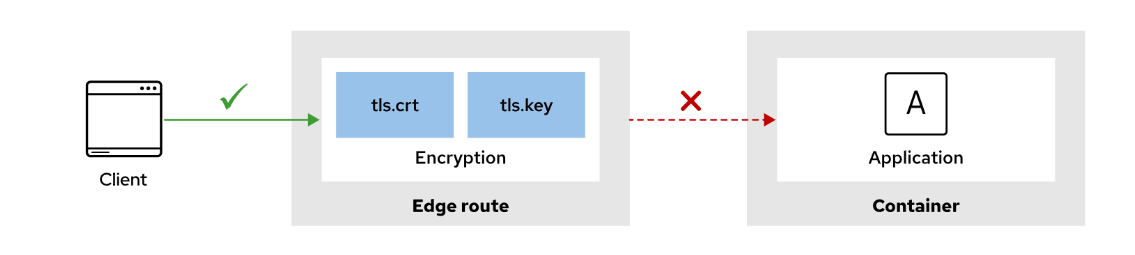 tls.crt
tls.key
A
Encryption
Application
Client
Edge route
Container